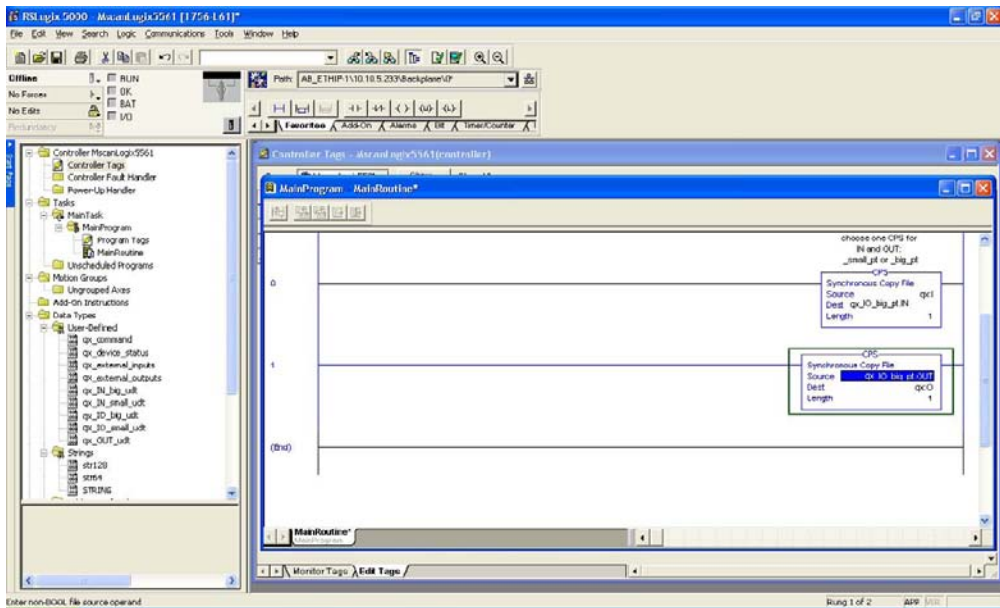 RSLogix 5000 - MscanLogix5561 [1756-L61]*
File Edit View Search Logic Communications Tools Window Help
Offline
RUN
No Forces
OK
No Edits
BAT
Redundancy
I/O
Path: AB_ETHIP-1\10.10.5.233\Backplane\0*
Favorites Add-On Alarms Bit Timer/Counter
Start Page
Controller MscanLogix5561
Controller Tags
Controller Fault Handler
Power-Up Handler
Tasks
MainTask
MainProgram
Program Tags
MainRoutine
Unscheduled Programs
Motion Groups
Ungrouped Axes
Add-On Instructions
Data Types
User-Defined
qx_command
qx_device_status
qx_external_inputs
qx_external_outputs
qx_IN_big_udt
qx_IN_small_udt
qx_IO_big_udt
qx_IO_small_udt
qx_OUT_udt
Strings
str128
str64
STRING
Controller Tags - MscanLogix5561(controller)
MainProgram - MainRoutine*
choose one CPS for
IN and OUT:
_small_pt or _big_pt
0
CPS
Synchronous Copy File
Source qx:I
Dest qx_IO_big_pt.IN
Length 1
1
CPS
Synchronous Copy File
Source qx_IO_big_pt.OUT
Dest qx:O
Length 1
(End)
MainRoutine*
MainProgram
Monitor Tags Edit Tags
Enter non-BOOL file source operand
Rung 1 of 2
APP
VER